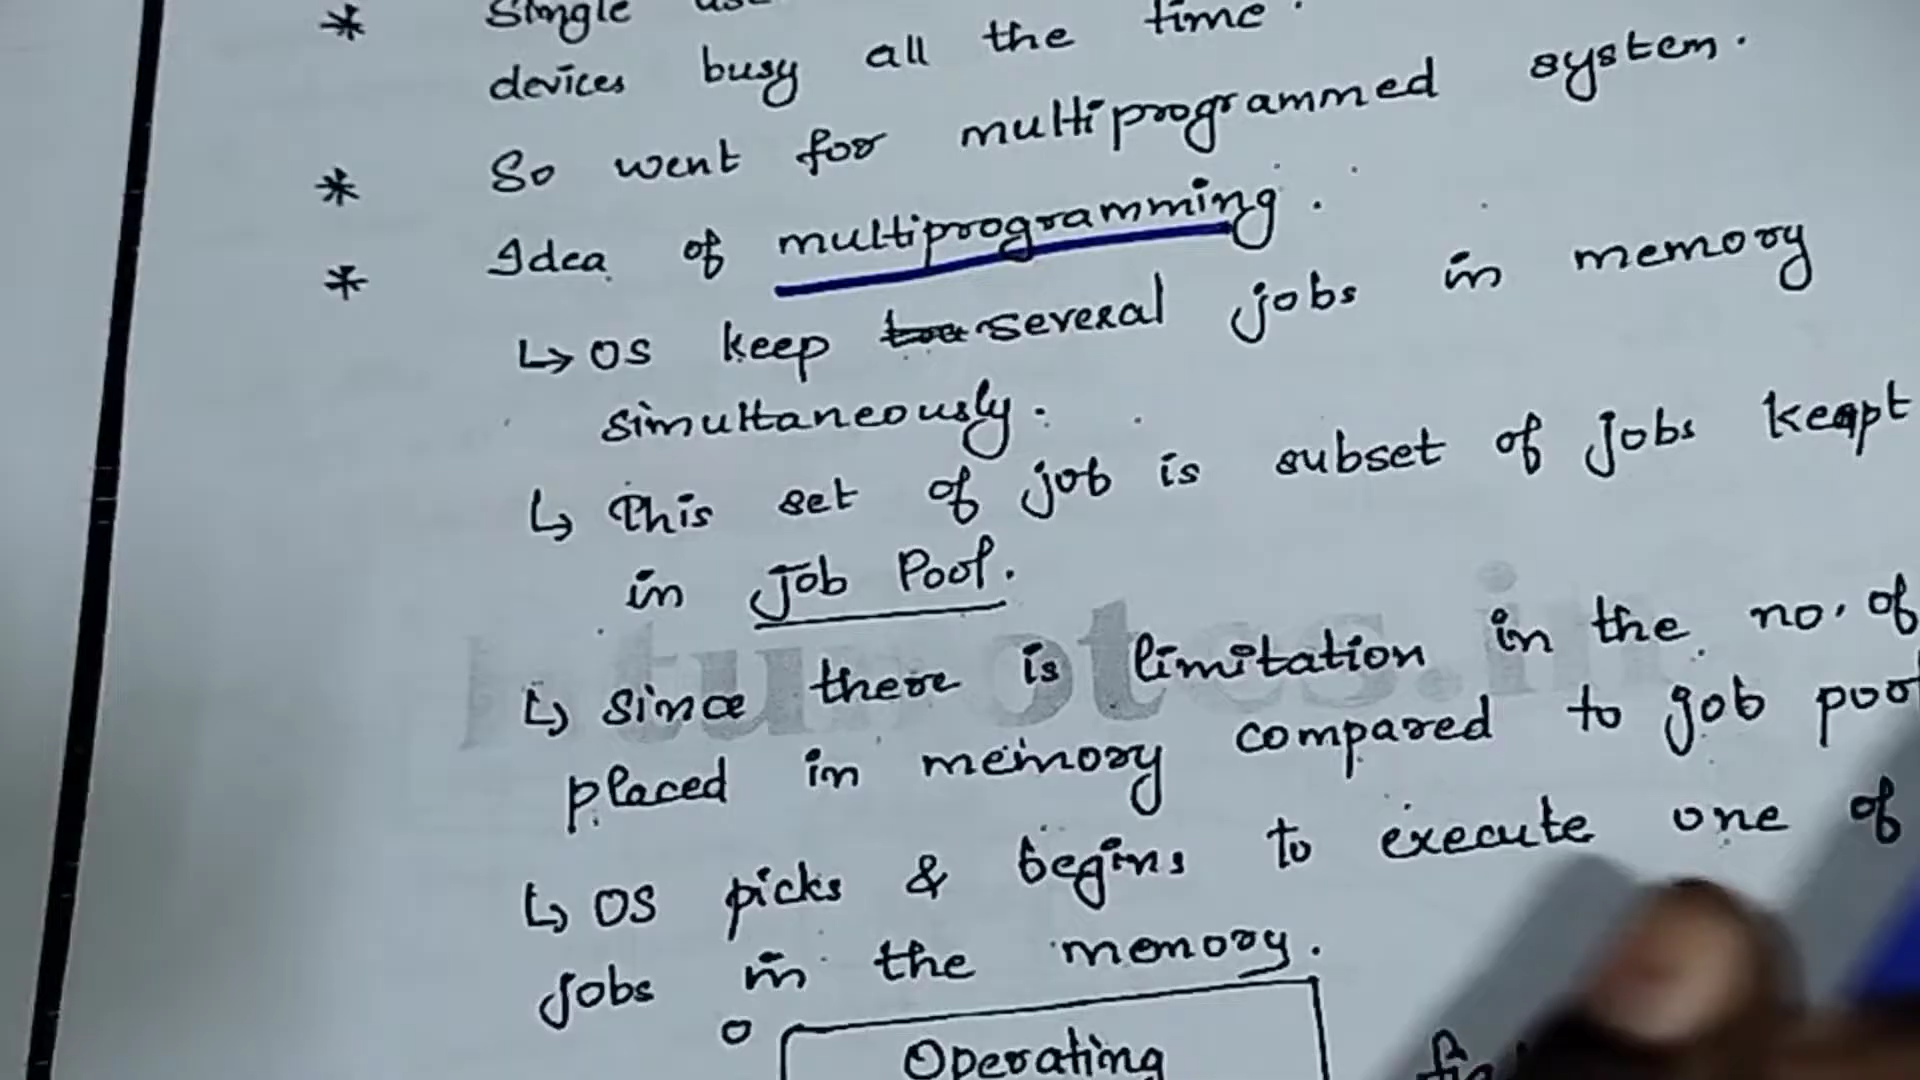 * Single
devices busy all the time.
* So went for multiprogrammed system.
* Idea of multiprogramming.
↳ OS keep several jobs in memory
simultaneously.
↳ This set of job is subset of jobs kept
in Job Pool.
↳ since there is limitation in the no. of
placed in memory compared to job pool
↳ OS picks & begins to execute one of
jobs in the memory.
O
Operating